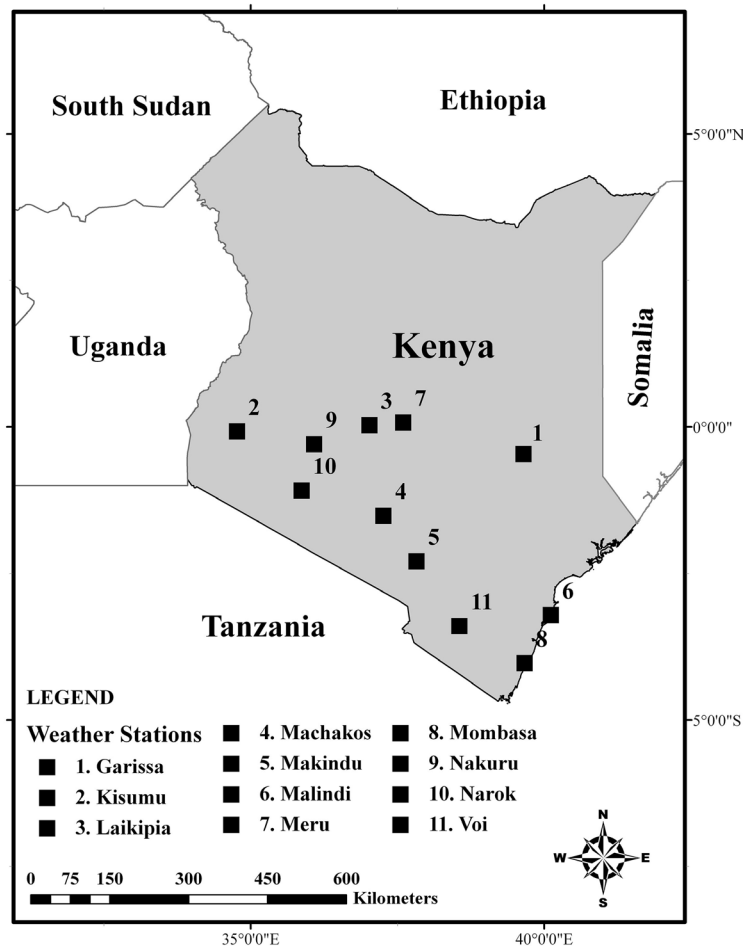 South Sudan
Ethiopia
5°0'0"N
Uganda
Kenya
Somalia
2
9
3
7
1
0°0'0"
10
4
5
11
6
8
Tanzania
5°0'0"S
LEGEND
Weather Stations
1. Garissa
2. Kisumu
3. Laikipia
4. Machakos
5. Makindu
6. Malindi
7. Meru
8. Mombasa
9. Nakuru
10. Narok
11. Voi
N
W E
S
0 75 150 300 450 600
Kilometers
35°0'0"E 40°0'0"E